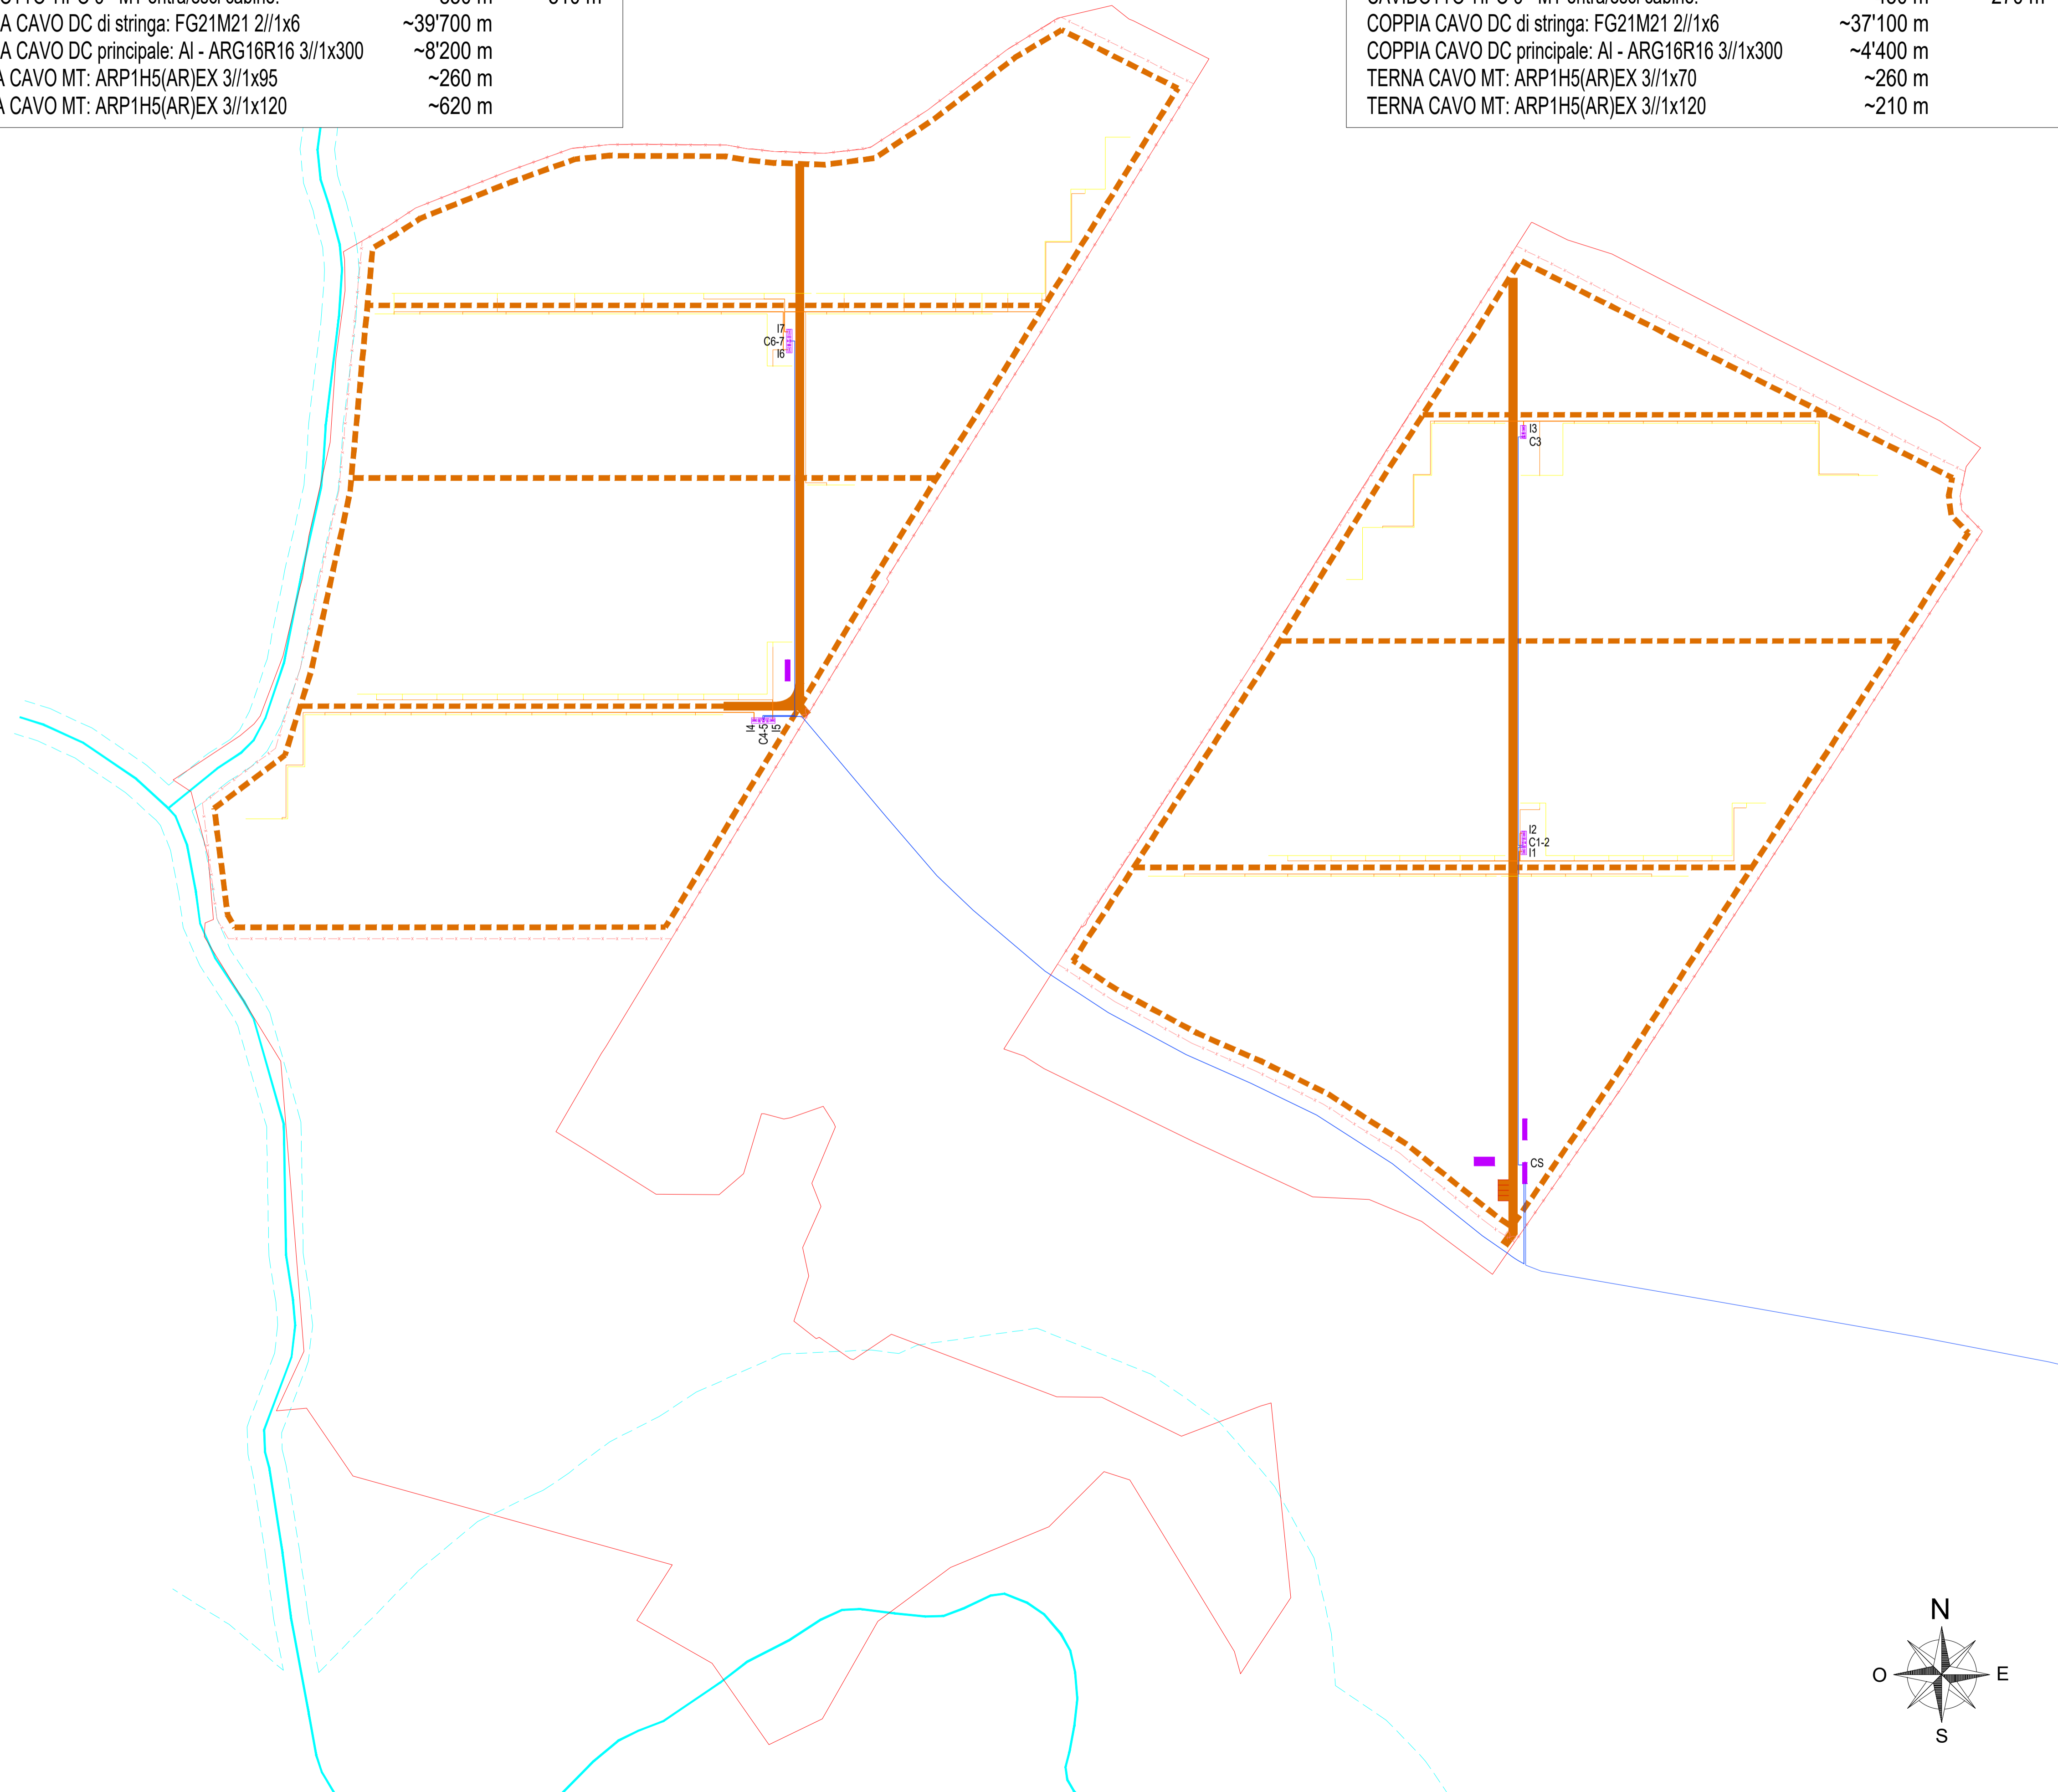 A CAVO DC di stringa: FG21M21 2//1x6 ~39'700 m
A CAVO DC principale: Al - ARG16R16 3//1x300 ~8'200 m
A CAVO MT: ARP1H5(AR)EX 3//1x95 ~260 m
A CAVO MT: ARP1H5(AR)EX 3//1x120 ~620 m
COPPIA CAVO DC di stringa: FG21M21 2//1x6 ~37'100 m
COPPIA CAVO DC principale: Al - ARG16R16 3//1x300 ~4'400 m
TERNA CAVO MT: ARP1H5(AR)EX 3//1x70 ~260 m
TERNA CAVO MT: ARP1H5(AR)EX 3//1x120 ~210 m
I7
C6-7
I6
I3
C3
I4
C4-5
I5
I2
C1-2
I1
CS
N
O
E
S